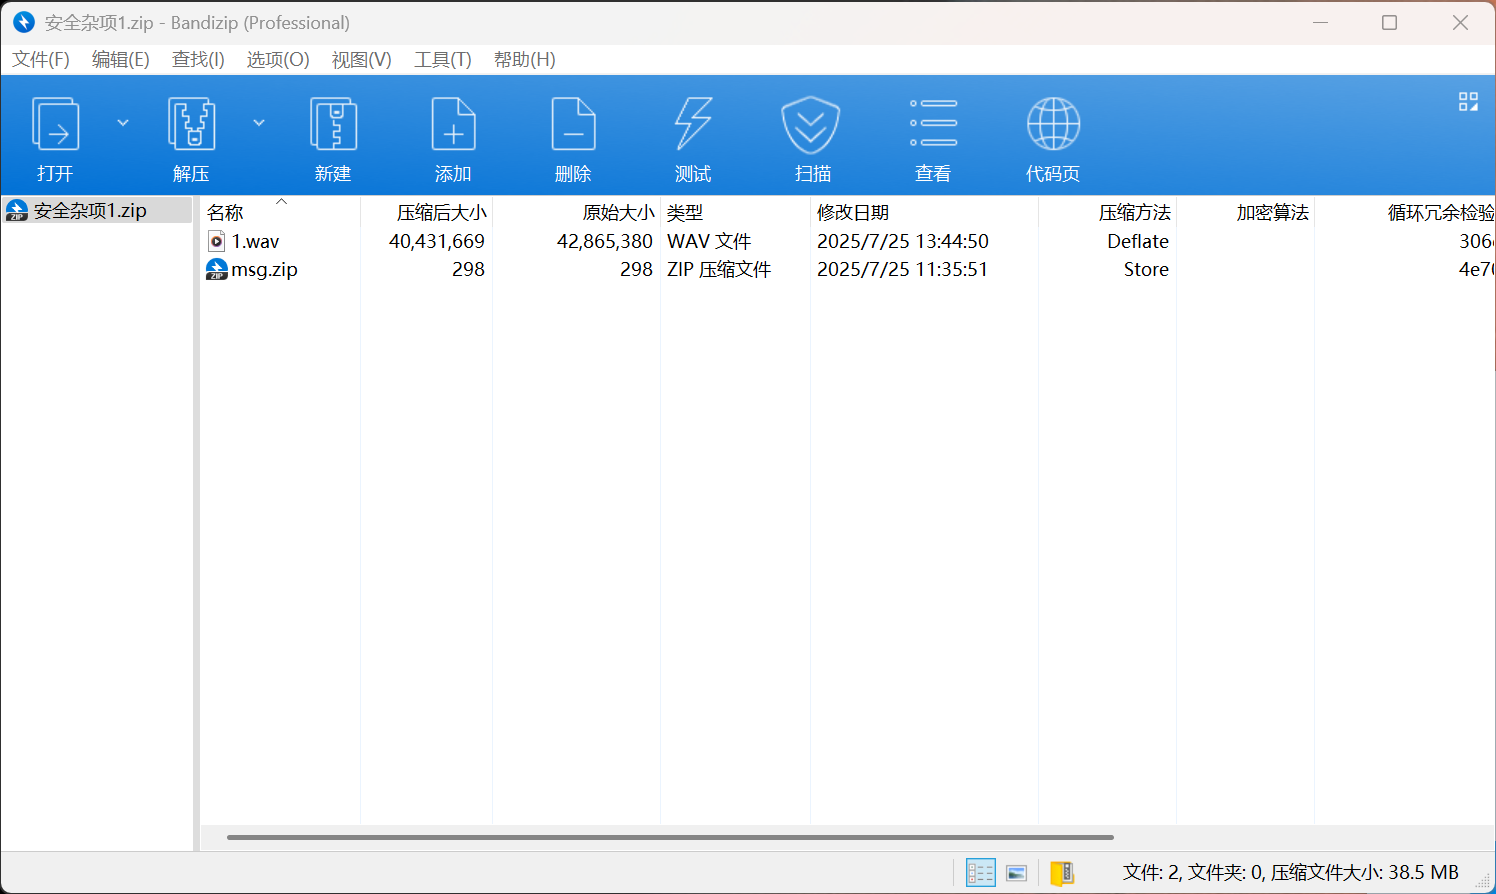 安全杂项1.zip - Bandizip (Professional)
文件(F) 编辑(E) 查找(I) 选项(O) 视图(V) 工具(T) 帮助(H)
打开 解压 新建 添加 删除 测试 扫描 查看 代码页
安全杂项1.zip
名称 压缩后大小 原始大小 类型 修改日期 压缩方法 加密算法 循环冗余检验
1.wav 40,431,669 42,865,380 WAV 文件 2025/7/25 13:44:50 Deflate 306
msg.zip 298 298 ZIP 压缩文件 2025/7/25 11:35:51 Store 4e7
文件: 2, 文件夹: 0, 压缩文件大小: 38.5 MB